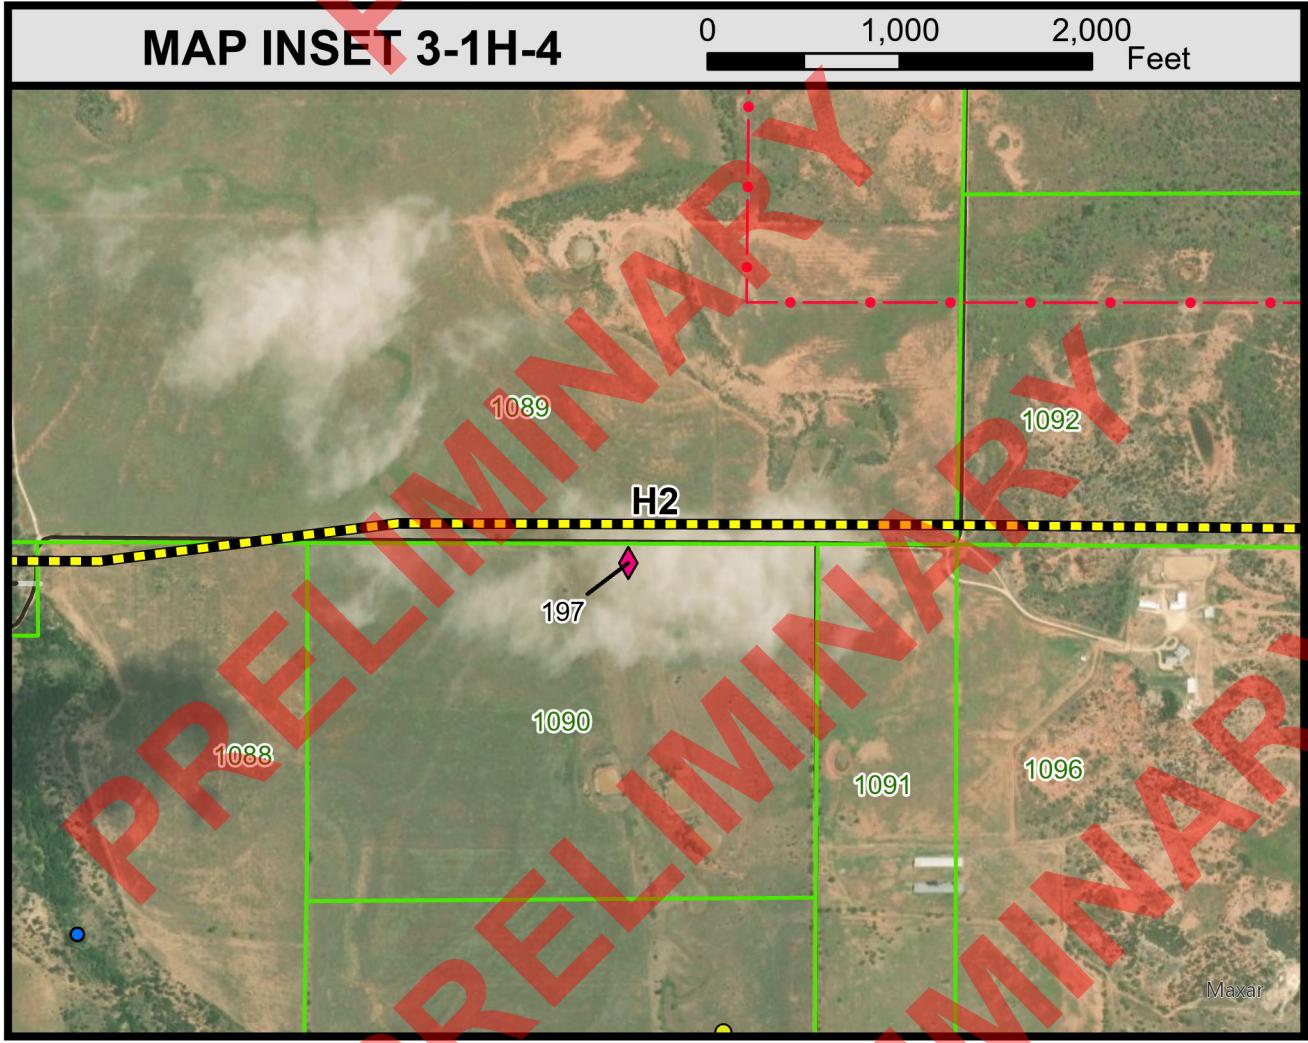 MAP INSET 3-1H-4
0 1,000 2,000
Feet
PRELIMINARY
1089
1092
H2
197
1090
1088
1091
1096
PRELIMINARY
PRELIMINARY
Maxar